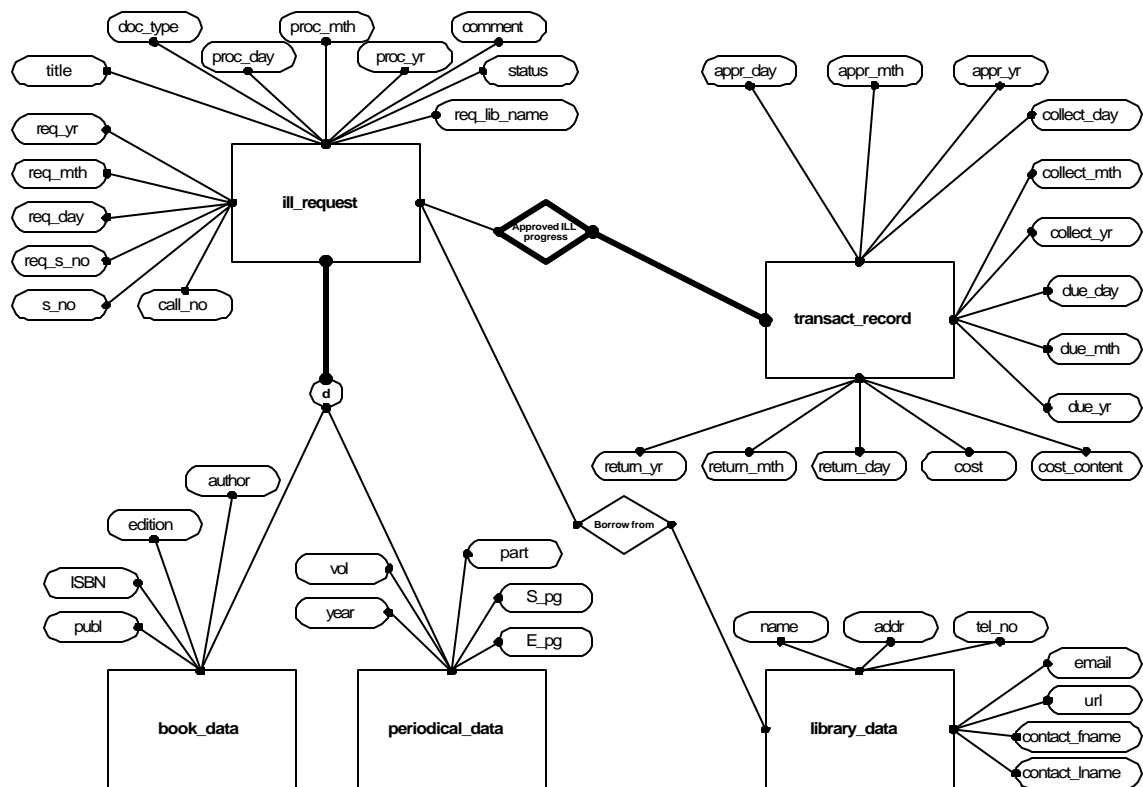 doc_type
proc_mth
comment
proc_day
proc_yr
title
status
req_lib_name
req_yr
req_mth
req_day
req_s_no
s_no
call_no
ill_request
Approved ILL
progress
appr_day
appr_mth
appr_yr
collect_day
collect_mth
collect_yr
due_day
due_mth
due_yr
transact_record
return_yr
return_mth
return_day
cost
cost_content
d
author
edition
ISBN
publ
vol
year
part
S_pg
E_pg
Borrow from
name
addr
tel_no
email
url
contact_fname
contact_lname
book_data
periodical_data
library_data